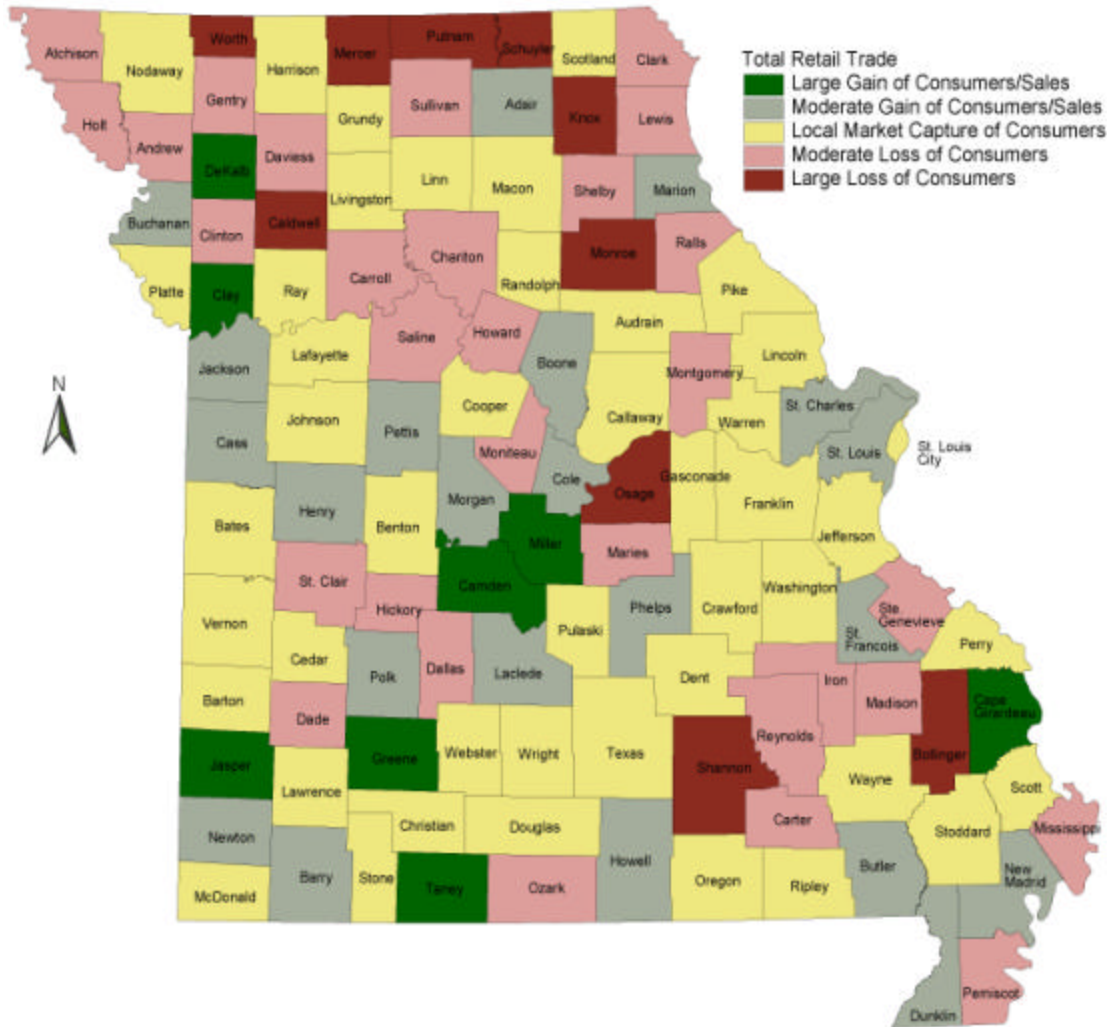 Total Retail Trade
Large Gain of Consumers/Sales
Moderate Gain of Consumers/Sales
Local Market Capture of Consumers
Moderate Loss of Consumers
Large Loss of Consumers
N
Atchison
Nodaway
Worth
Harrison
Mercer
Putnam
Schuyler
Scotland
Clark
Gentry
Sullivan
Adair
Knox
Lewis
Holt
Andrew
DeKalb
Daviess
Grundy
Livingston
Linn
Macon
Shelby
Marion
Buchanan
Clinton
Caldwell
Carroll
Chariton
Randolph
Monroe
Ralls
Pike
Platte
Clay
Ray
Saline
Howard
Boone
Audrain
Lincoln
Jackson
Lafayette
Cooper
Callaway
Montgomery
Warren
St. Charles
St. Louis
St. Louis
City
Cass
Johnson
Pettis
Moniteau
Cole
Osage
Gasconade
Franklin
Jefferson
Bates
Henry
Benton
Morgan
Miller
Maries
St. Clair
Hickory
Camden
Pulaski
Phelps
Crawford
Washington
St.
Francois
Ste.
Genevieve
Perry
Vernon
Cedar
Polk
Dallas
Laclede
Dent
Iron
Madison
Bollinger
Cape
Girardeau
Barton
Dade
Greene
Webster
Wright
Texas
Shannon
Reynolds
Wayne
Scott
Jasper
Lawrence
Christian
Douglas
Howell
Carter
Stoddard
Mississippi
Newton
Barry
Stone
Taney
Ozark
Oregon
Ripley
Butler
New
Madrid
McDonald
Dunklin
Pemiscot